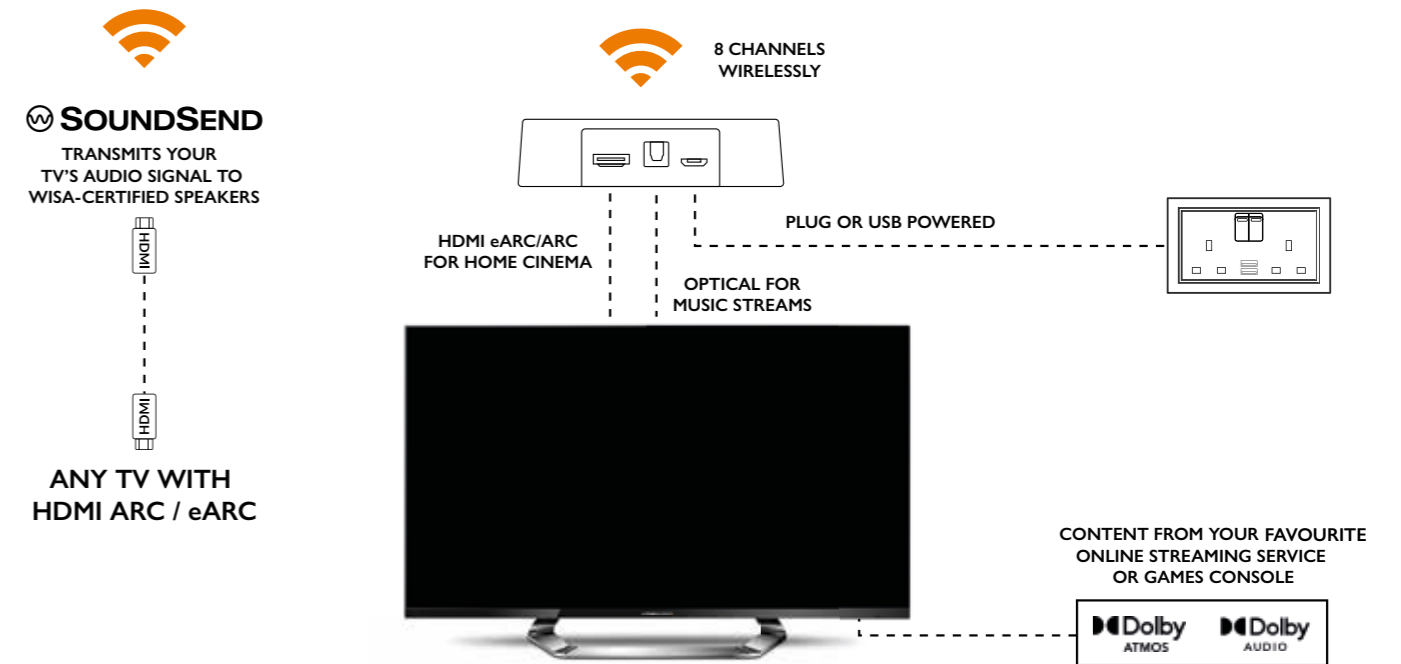 SOUNDSEND
TRANSMITS YOUR
TV'S AUDIO SIGNAL TO
WISA-CERTIFIED SPEAKERS
HDMI
HDMI
ANY TV WITH
HDMI ARC / eARC
8 CHANNELS
WIRELESSLY
HDMI eARC/ARC
FOR HOME CINEMA
OPTICAL FOR
MUSIC STREAMS
PLUG OR USB POWERED
CONTENT FROM YOUR FAVOURITE
ONLINE STREAMING SERVICE
OR GAMES CONSOLE
Dolby
ATMOS
Dolby
AUDIO